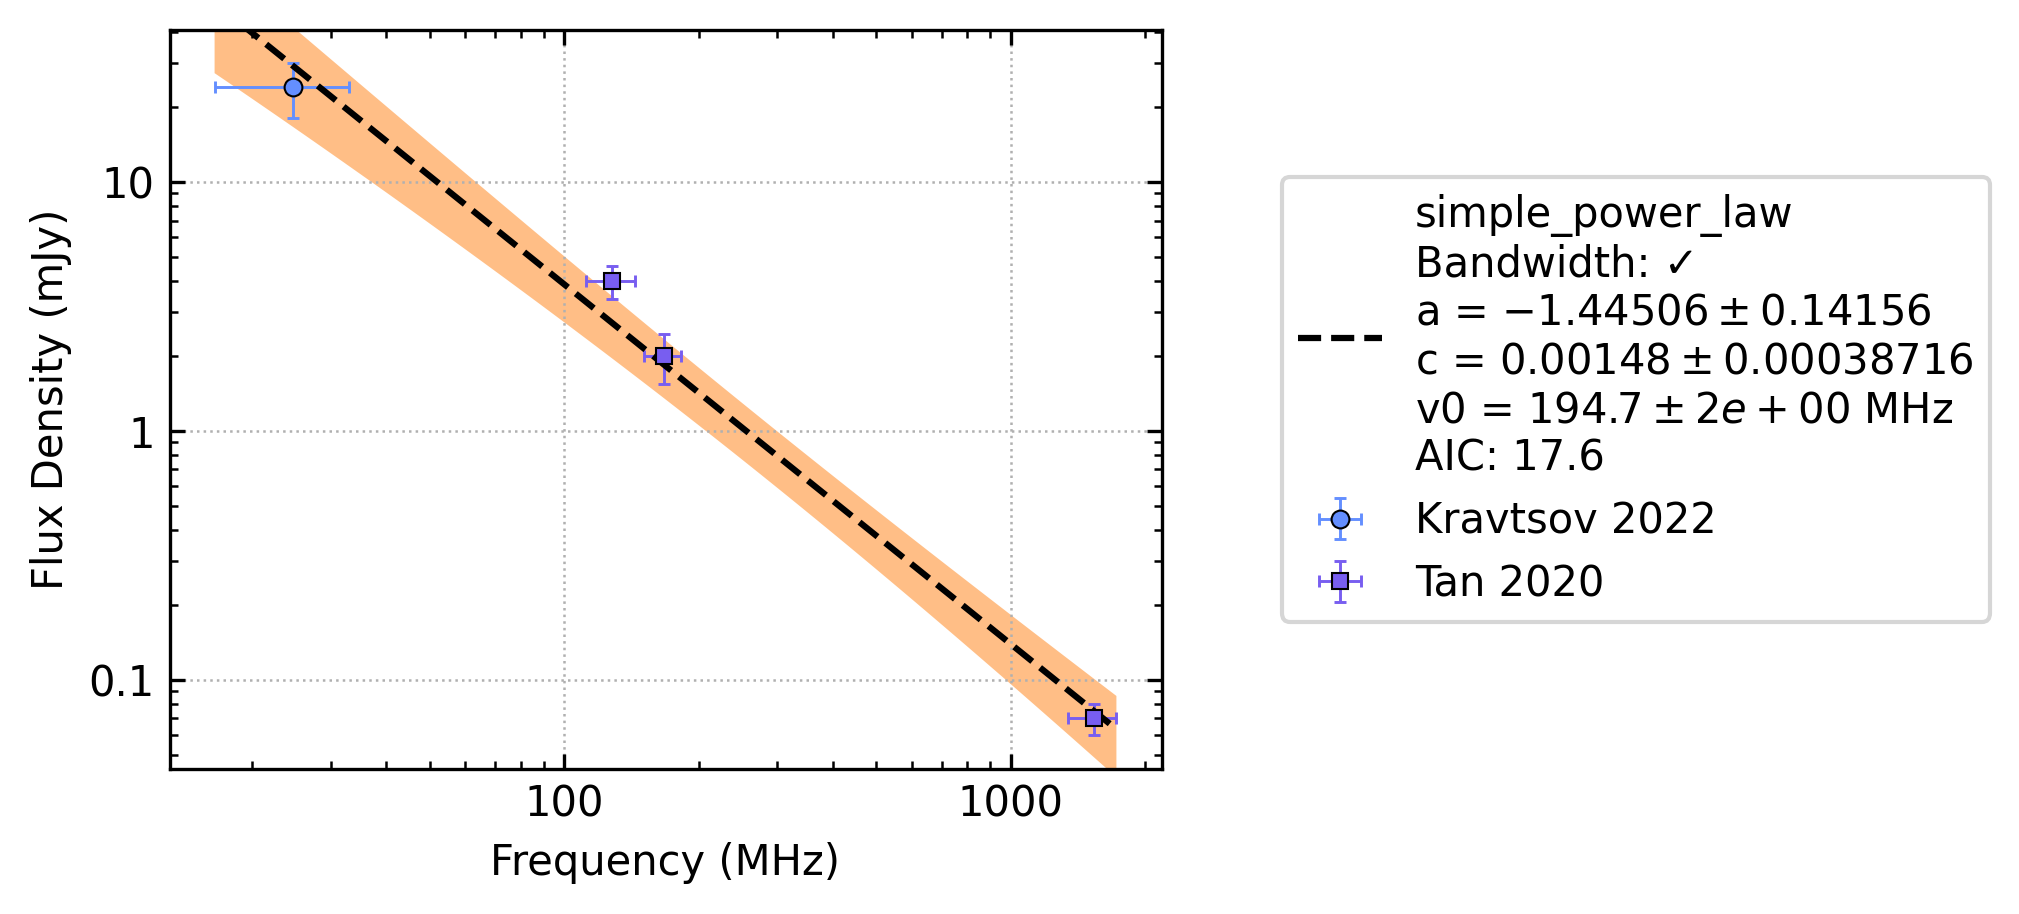 10
1
0.1
100
1000
Flux Density (mJy)
Frequency (MHz)
simple_power_law
Bandwidth: ✓
a = −1.44506 ± 0.14156
c = 0.00148 ± 0.00038716
v0 = 194.7 ± 2e + 00 MHz
AIC: 17.6
Kravtsov 2022
Tan 2020